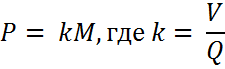 P = kM, где k = V/Q